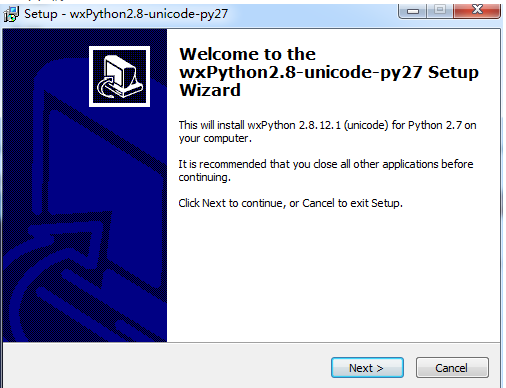 Setup - wxPython2.8-unicode-py27
Welcome to the
wxPython2.8-unicode-py27 Setup
Wizard
This will install wxPython 2.8.12.1 (unicode) for Python 2.7 on
your computer.
It is recommended that you close all other applications before
continuing.
Click Next to continue, or Cancel to exit Setup.
Next >
Cancel